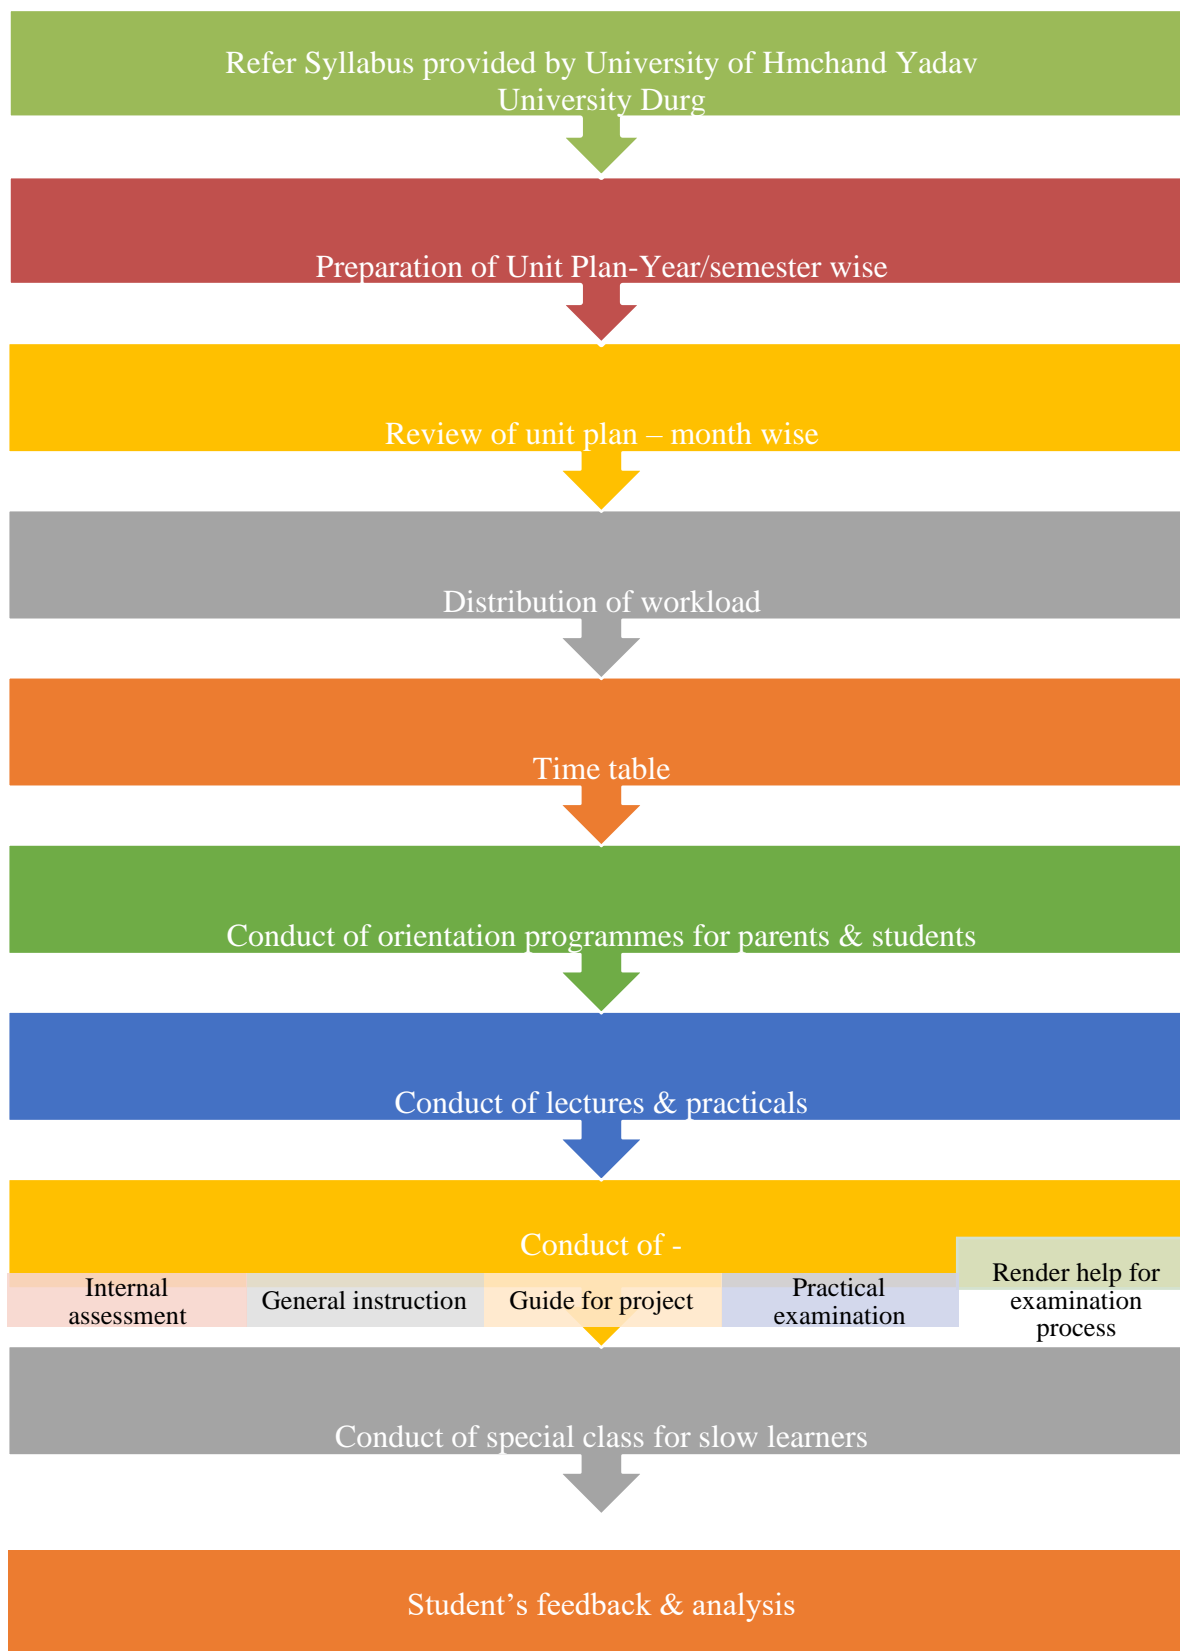 Refer Syllabus provided by University of Hmchand Yadav
University Durg
Preparation of Unit Plan-Year/semester wise
Review of unit plan – month wise
Distribution of workload
Time table
Conduct of orientation programmes for parents & students
Conduct of lectures & practicals
Conduct of -
Internal
assessment
General instruction
Guide for project
Practical
examination
Render help for
examination
process
Conduct of special class for slow learners
Student’s feedback & analysis